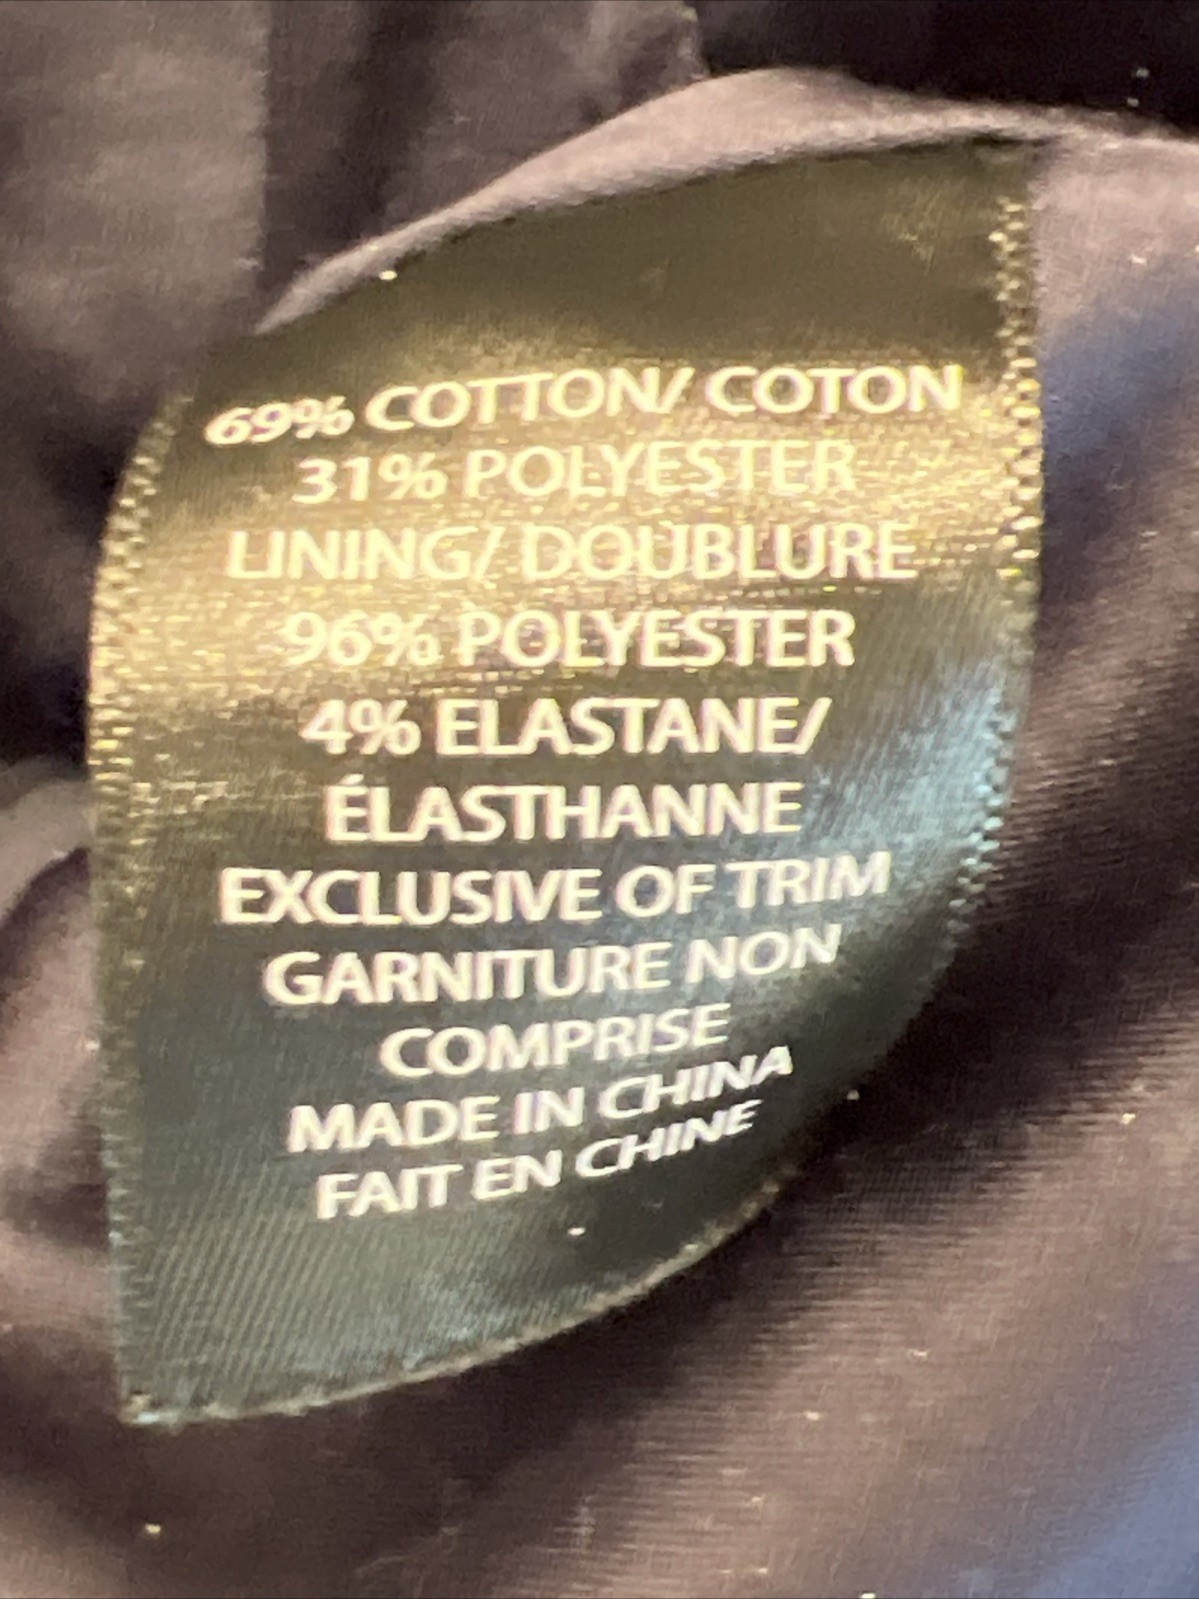 69% COTTON/ COTON
31% POLYESTER
LINING/ DOUBLURE
96% POLYESTER
4% ELASTANE/
ÉLASTHANNE
EXCLUSIVE OF TRIM
GARNITURE NON
COMPRISE
MADE IN CHINA
FAIT EN CHINE